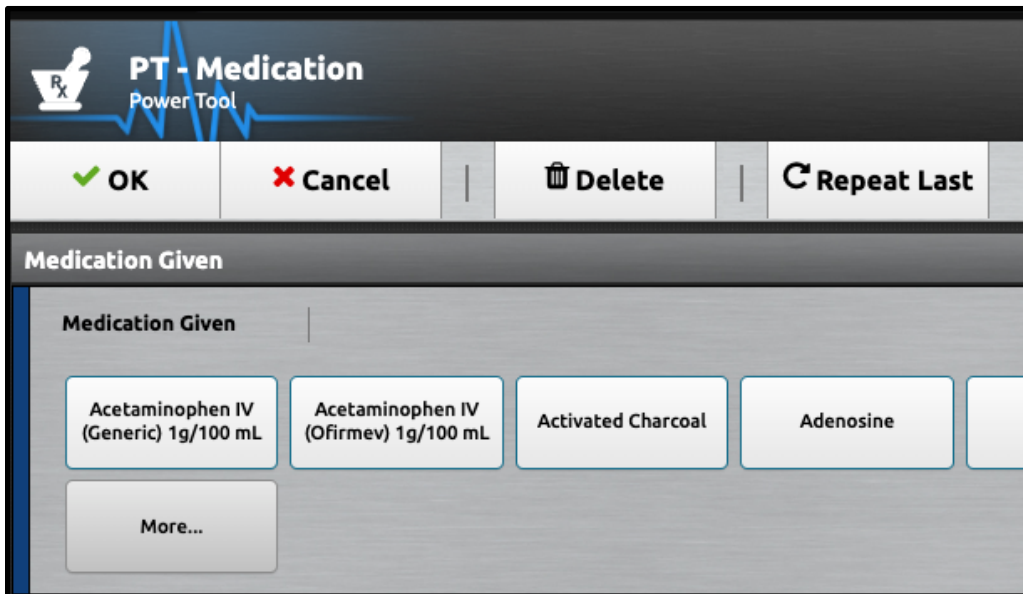 Rx
PT - Medication
Power Tool
OK
Cancel
Delete
Repeat Last
Medication Given
Medication Given
Acetaminophen IV
(Generic) 1g/100 mL
Acetaminophen IV
(Ofirmev) 1g/100 mL
Activated Charcoal
Adenosine
More...